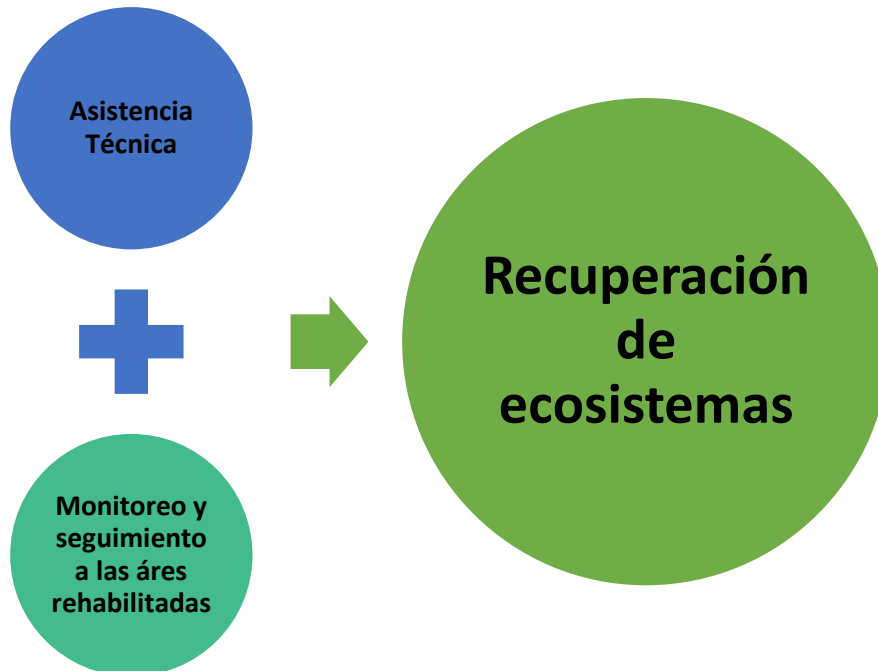 Asistencia
Técnica
Monitoreo y
seguimiento
a las áres
rehabilitadas
Recuperación
de
ecosistemas